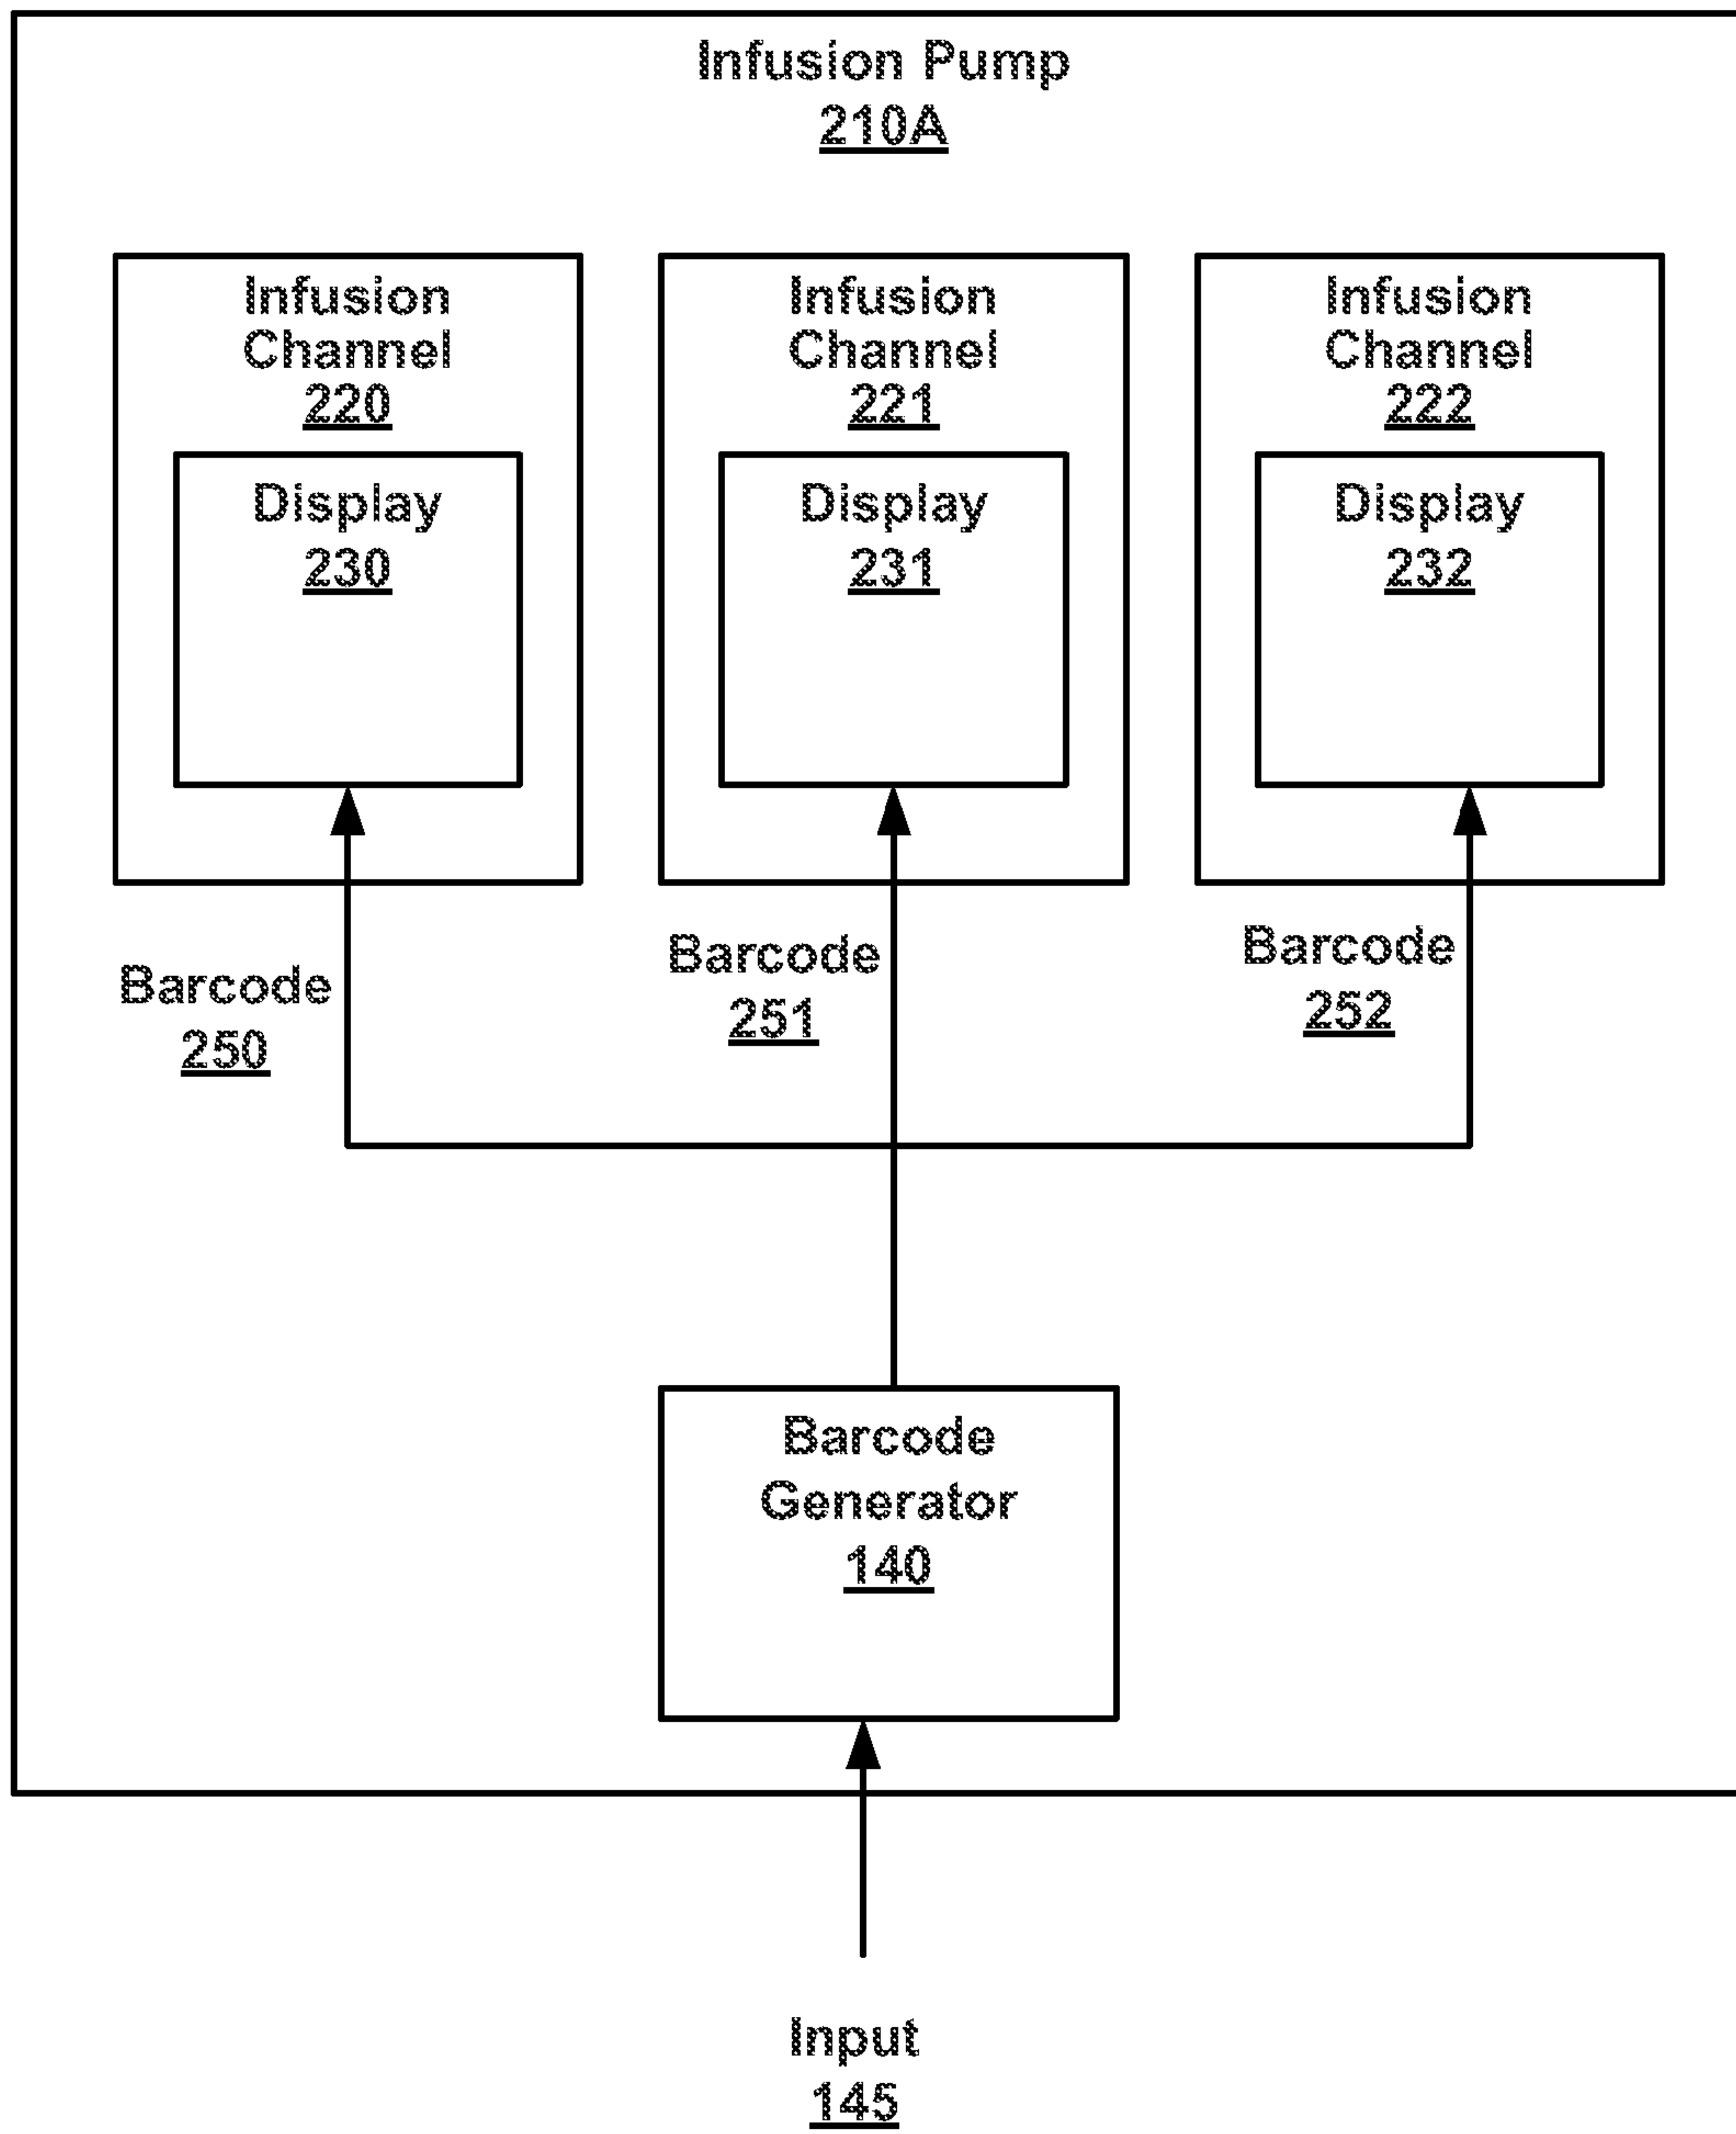 Infusion Pump
210A
Infusion
Channel
220
Display
230
Infusion
Channel
221
Display
231
Infusion
Channel
222
Display
232
Barcode
250
Barcode
251
Barcode
252
Barcode
Generator
140
Input
145